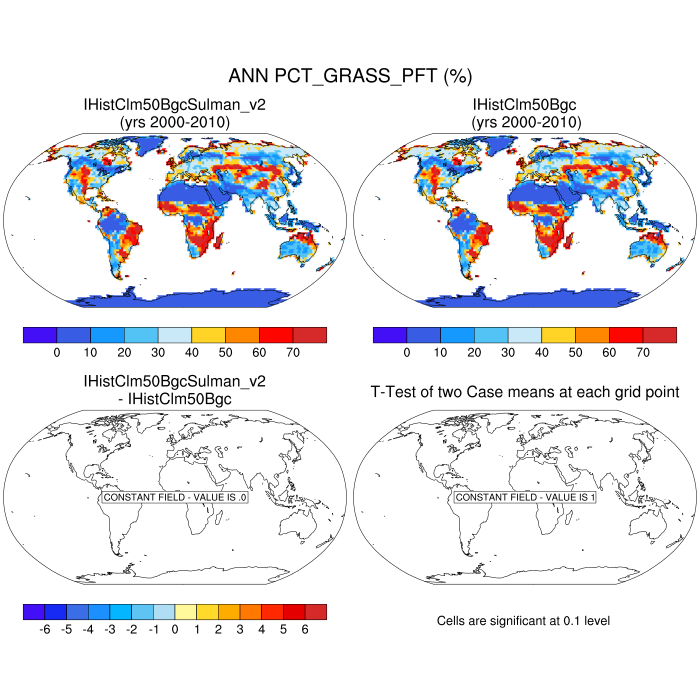 ANN PCT_GRASS_PFT (%)
IHistClm50BgcSulman_v2
(yrs 2000-2010)
IHistClm50Bgc
(yrs 2000-2010)
0 10 20 30 40 50 60 70
0 10 20 30 40 50 60 70
IHistClm50BgcSulman_v2
- IHistClm50Bgc
T-Test of two Case means at each grid point
CONSTANT FIELD - VALUE IS .0
CONSTANT FIELD - VALUE IS 1
-6 -5 -4 -3 -2 -1 0 1 2 3 4 5 6
Cells are significant at 0.1 level